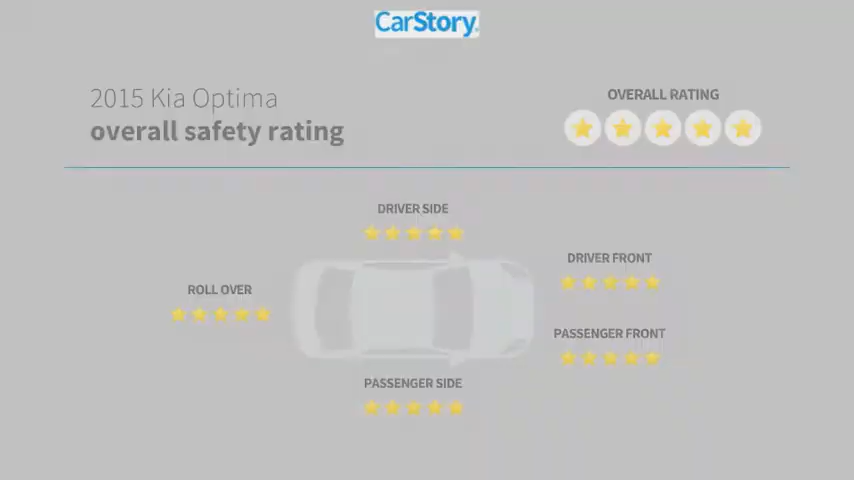 CarStory.
2015 Kia Optima
overall safety rating
OVERALL RATING
DRIVER SIDE
DRIVER FRONT
ROLL OVER
PASSENGER FRONT
PASSENGER SIDE